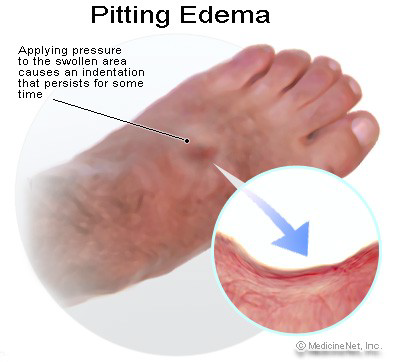 Pitting Edema
Applying pressure
to the swollen area
causes an indentation
that persists for some
time
© MedicineNet, Inc.